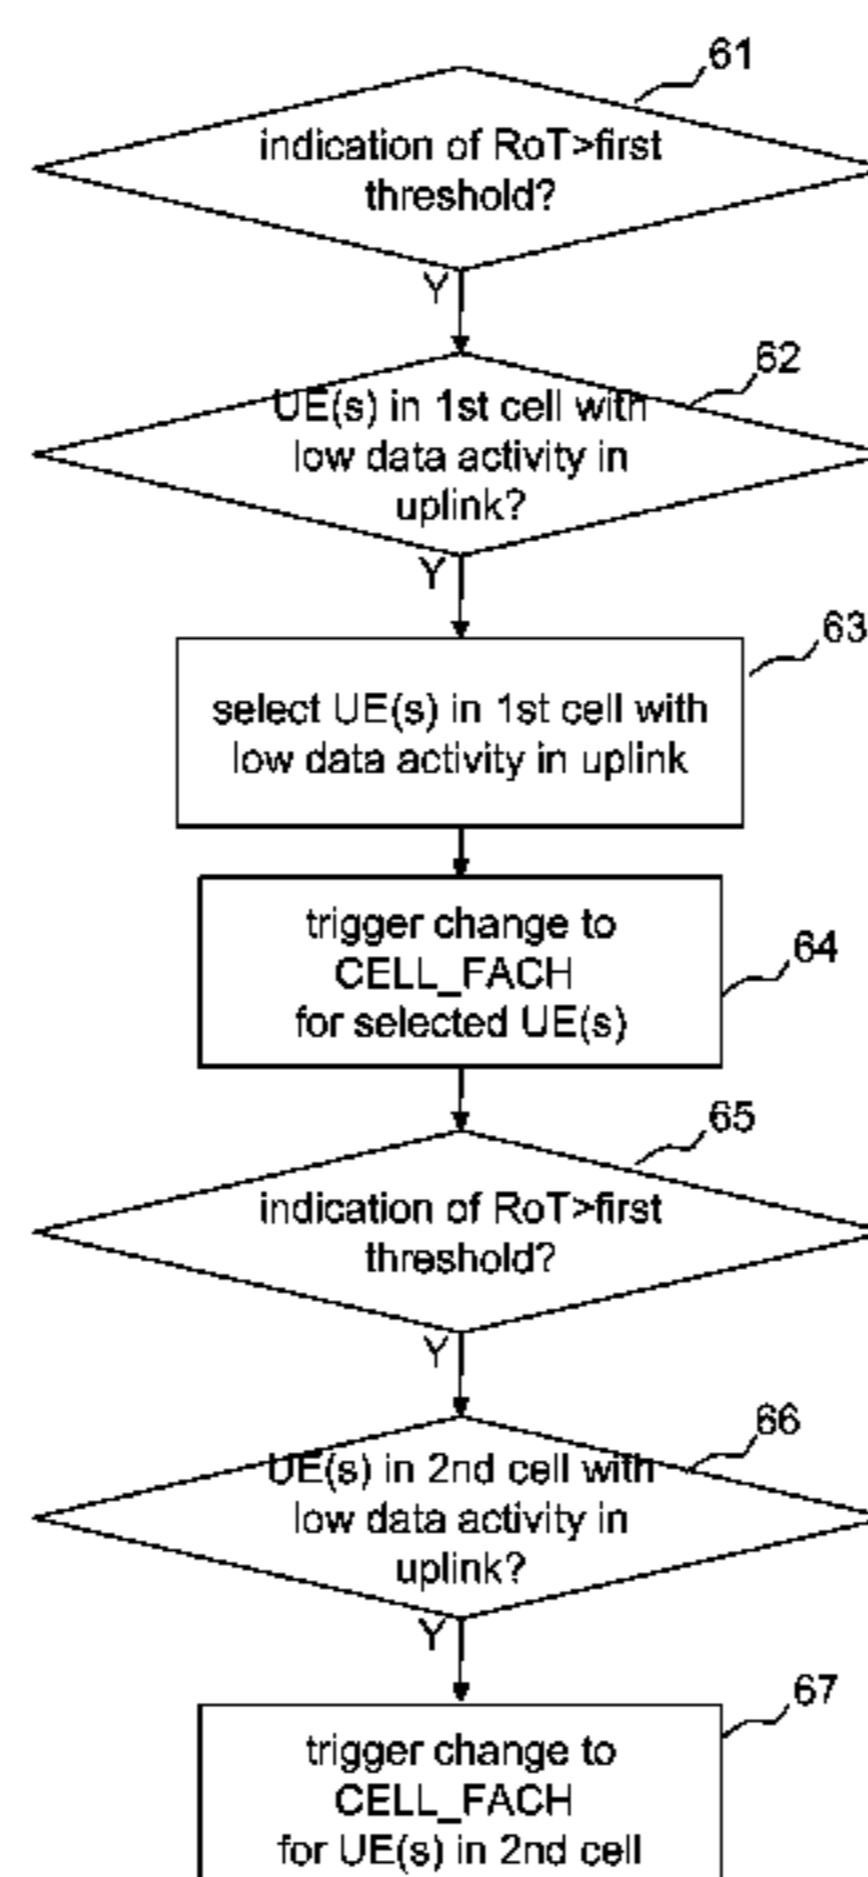 61
indication of RoT>first
threshold?
Y
62
UE(s) in 1st cell with
low data activity in
uplink?
Y
63
select UE(s) in 1st cell with
low data activity in uplink
trigger change to
CELL_FACH
for selected UE(s)
64
65
indication of RoT>first
threshold?
Y
66
UE(s) in 2nd cell with
low data activity in
uplink?
Y
67
trigger change to
CELL_FACH
for UE(s) in 2nd cell